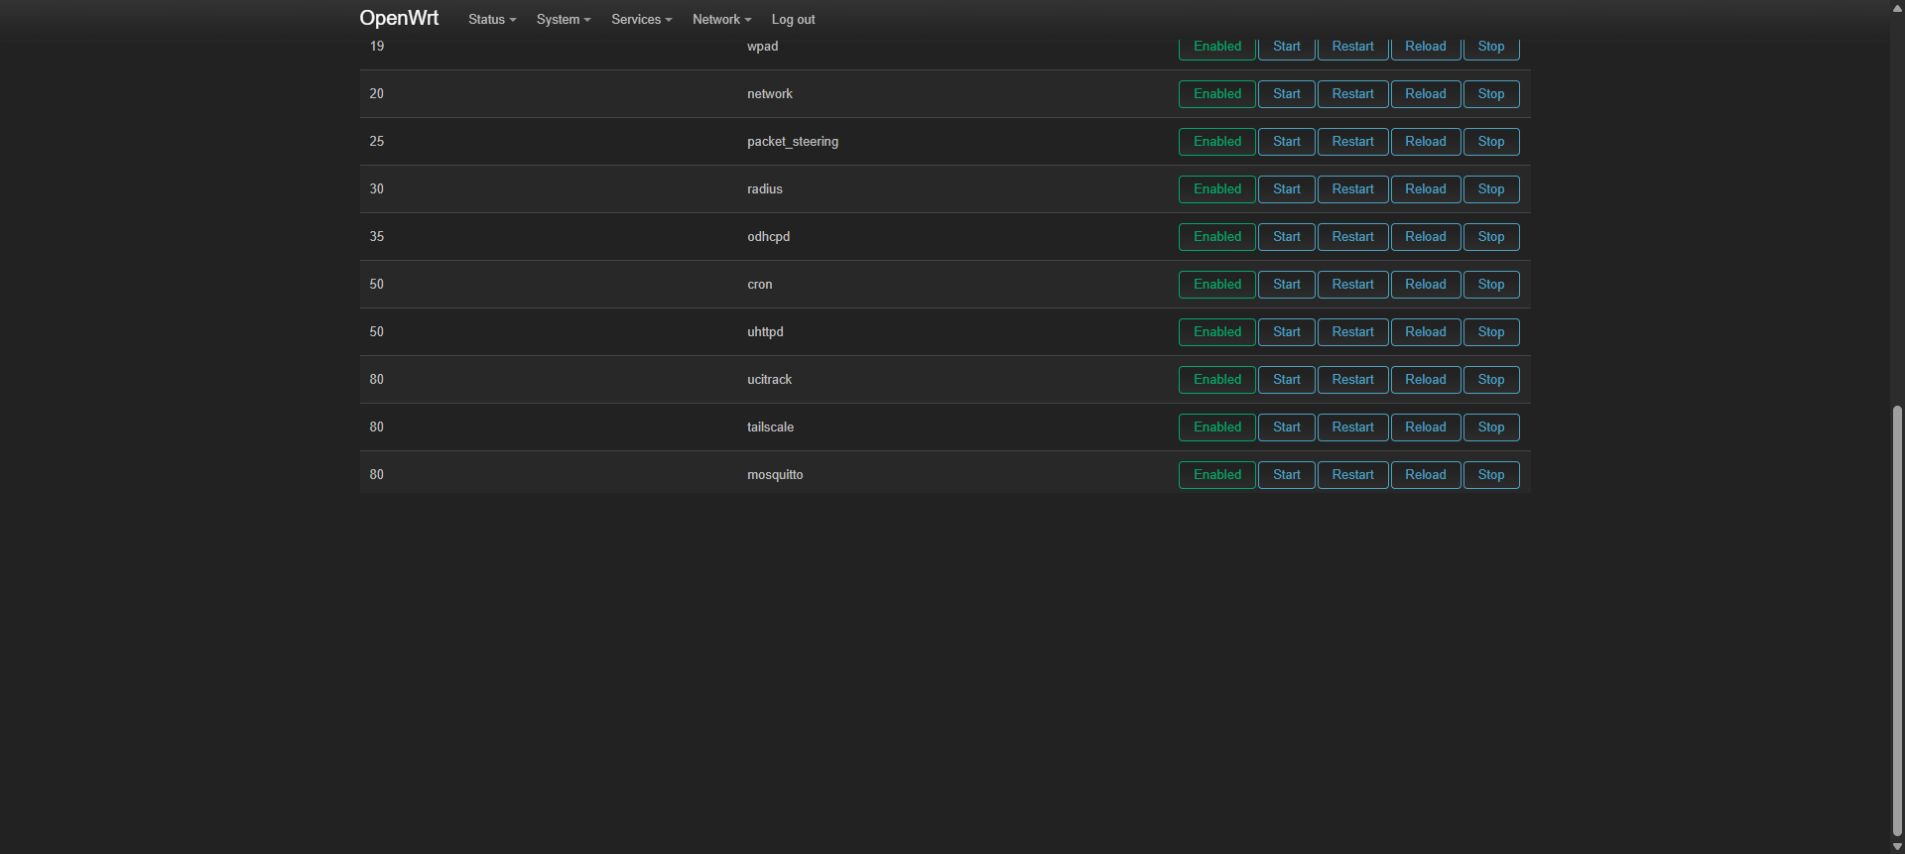 OpenWrt Status System Services Network Log out
19 wpad Enabled Start Restart Reload Stop
20 network Enabled Start Restart Reload Stop
25 packet_steering Enabled Start Restart Reload Stop
30 radius Enabled Start Restart Reload Stop
35 odhcpd Enabled Start Restart Reload Stop
50 cron Enabled Start Restart Reload Stop
50 uhttpd Enabled Start Restart Reload Stop
80 ucitrack Enabled Start Restart Reload Stop
80 tailscale Enabled Start Restart Reload Stop
80 mosquitto Enabled Start Restart Reload Stop